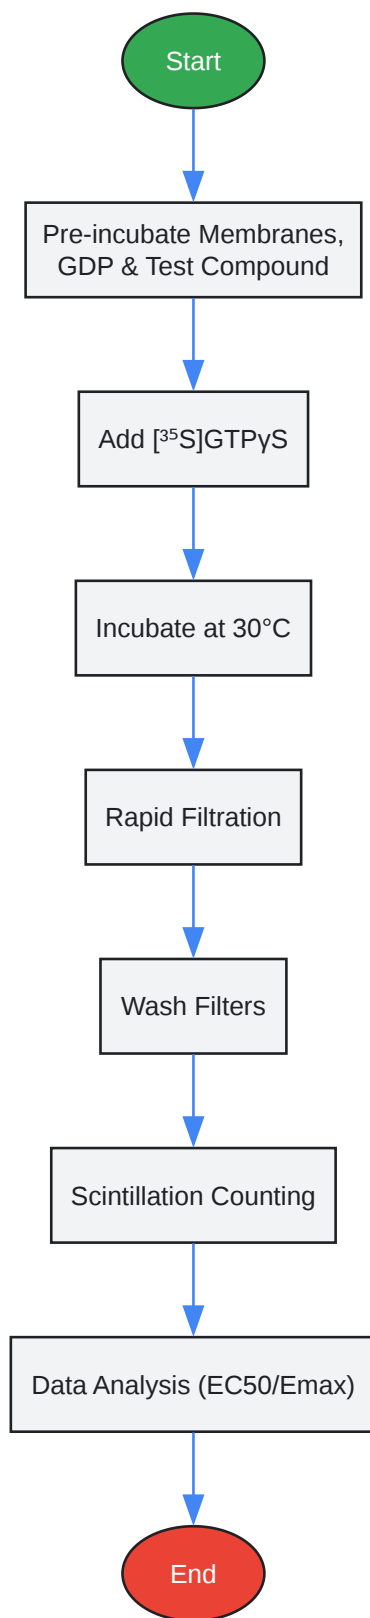 Start
Pre-incubate Membranes,
GDP & Test Compound
Add [³⁵S]GTPγS
Incubate at 30°C
Rapid Filtration
Wash Filters
Scintillation Counting
Data Analysis (EC50/Emax)
End